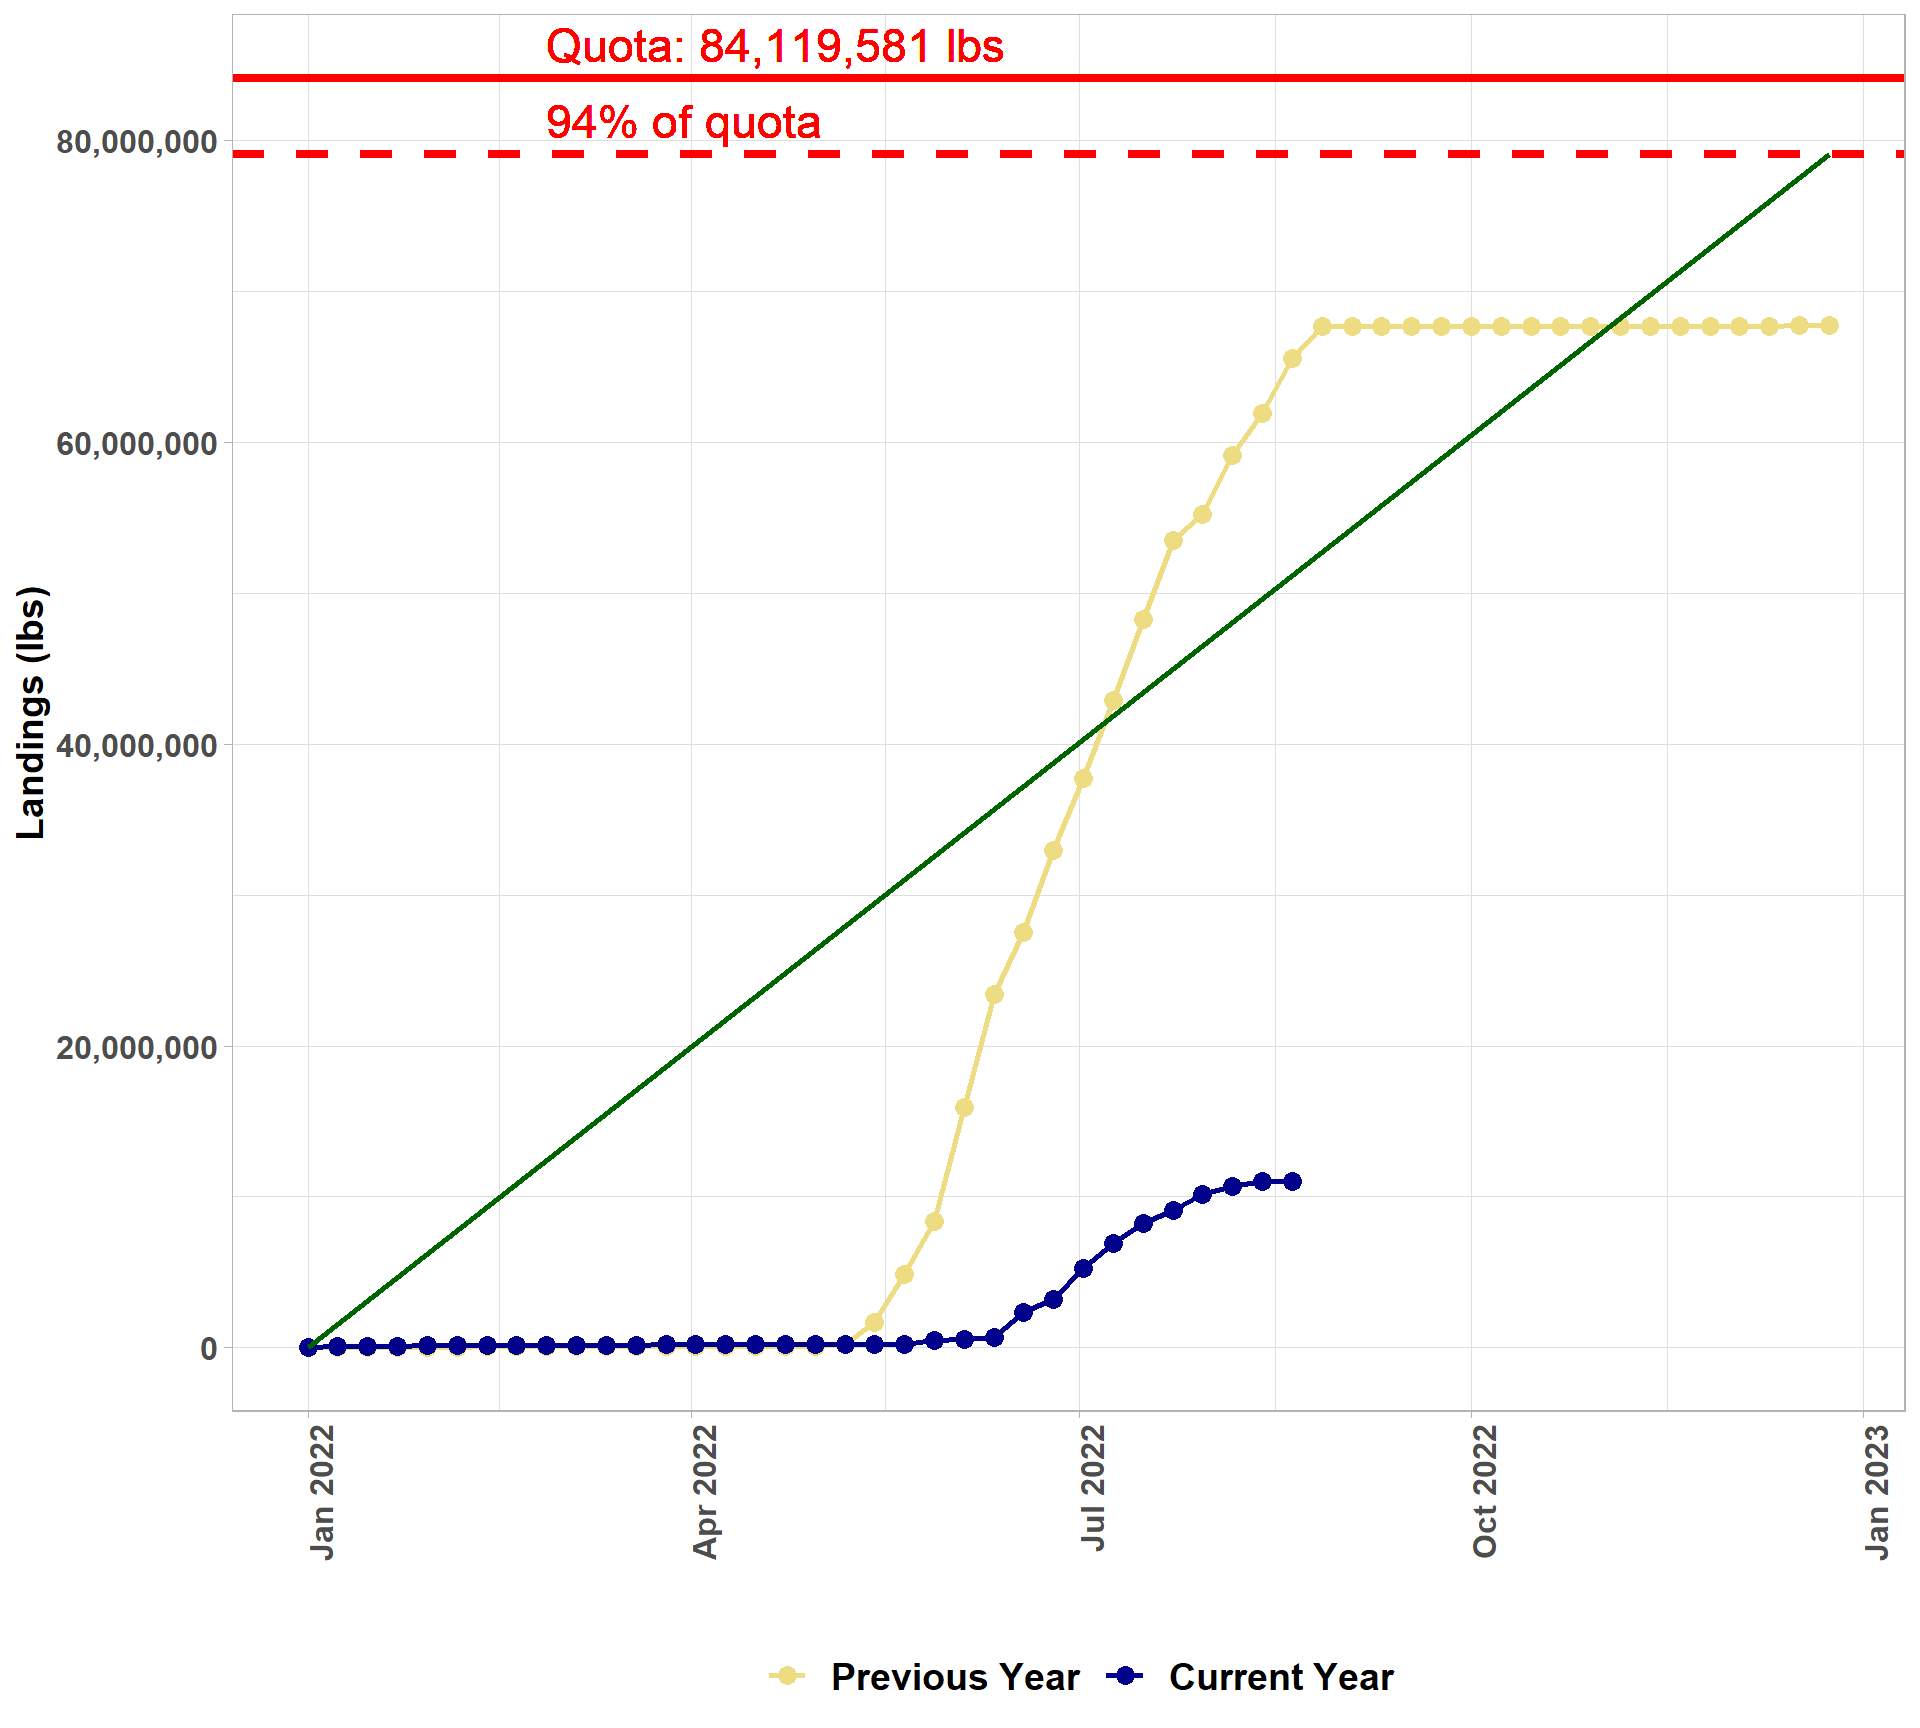 Quota: 84,119,581 lbs
94% of quota
80,000,000
60,000,000
40,000,000
20,000,000
0
Landings (lbs)
Jan 2022
Apr 2022
Jul 2022
Oct 2022
Jan 2023
Previous Year
Current Year